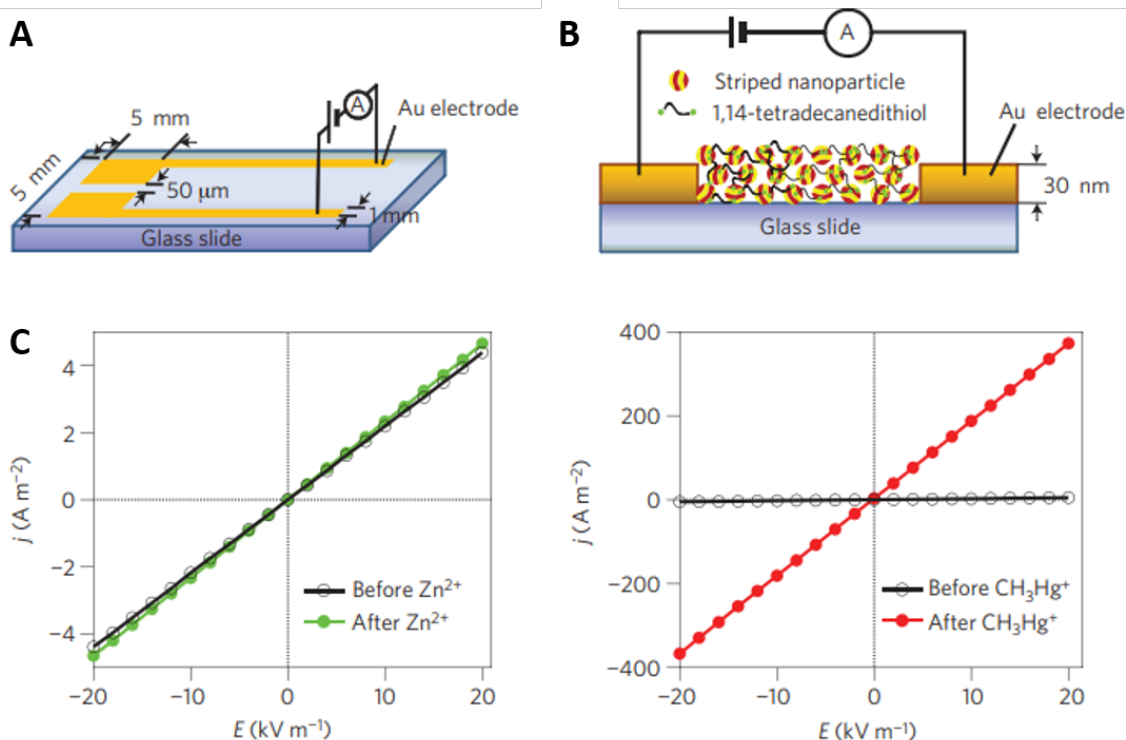 A
5 mm
5 mm
50 μm
1 mm
A
Au electrode
Glass slide
B
A
Striped nanoparticle
1,14-tetradecanedithiol
Au electrode
30 nm
Glass slide
C
4
2
0
−2
−4
−20
−10
0
10
20
j (A m⁻²)
E (kV m⁻¹)
Before Zn²⁺
After Zn²⁺
400
200
0
−200
−400
−20
−10
0
10
20
j (A m⁻²)
E (kV m⁻¹)
Before CH₃Hg⁺
After CH₃Hg⁺